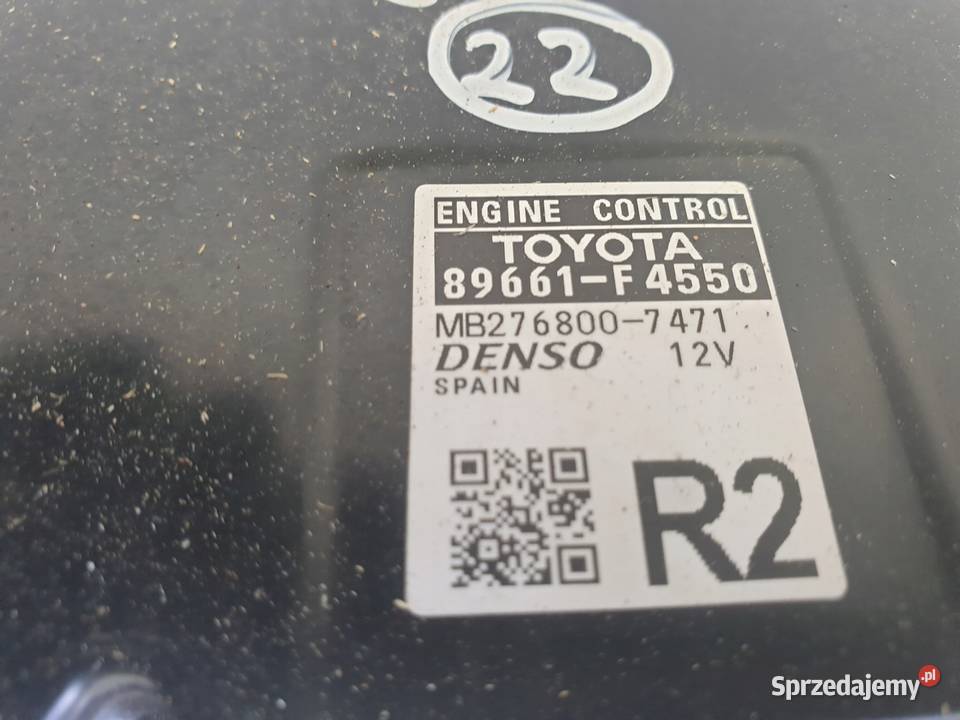 22
ENGINE CONTROL
TOYOTA
89661-F4550
MB276800-7471
DENSO 12V
SPAIN
R2
Sprzedajemy.pl